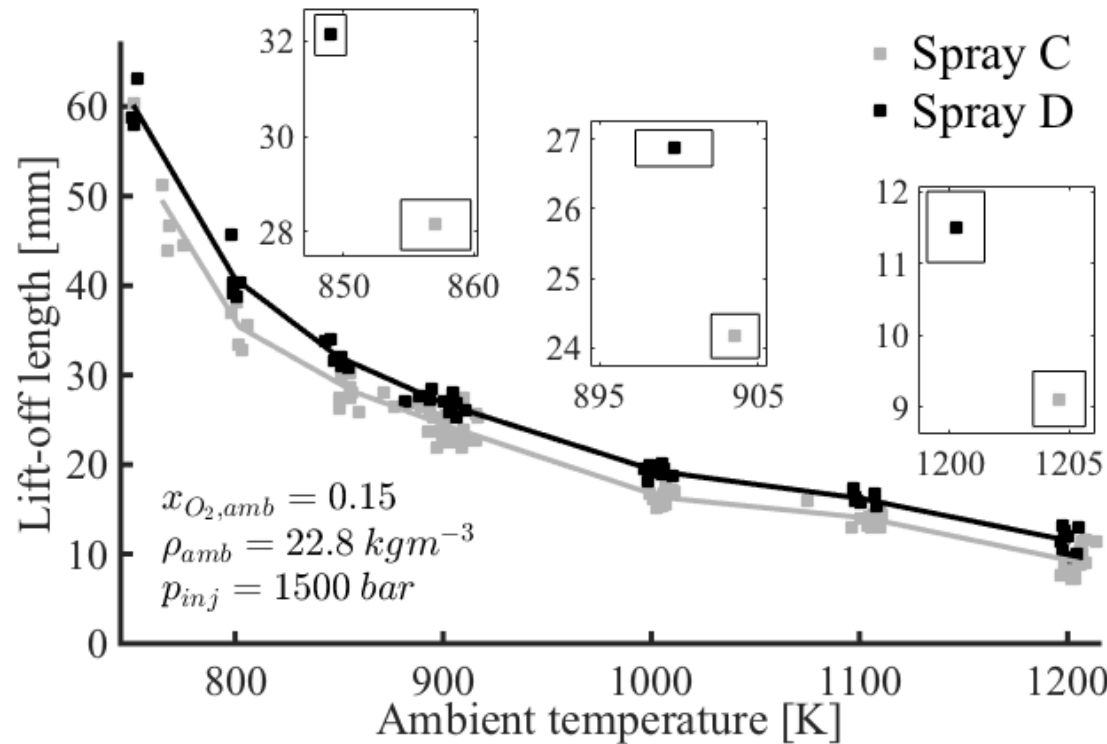 Spray C
Spray D
Lift-off length [mm]
60
50
40
30
20
10
0
32
30
28
850 860
27
26
25
24
895 905
12
11
10
9
1200 1205
x_{O_2,amb} = 0.15
ρ_{amb} = 22.8 kgm^{-3}
p_{inj} = 1500 bar
800 900 1000 1100 1200
Ambient temperature [K]